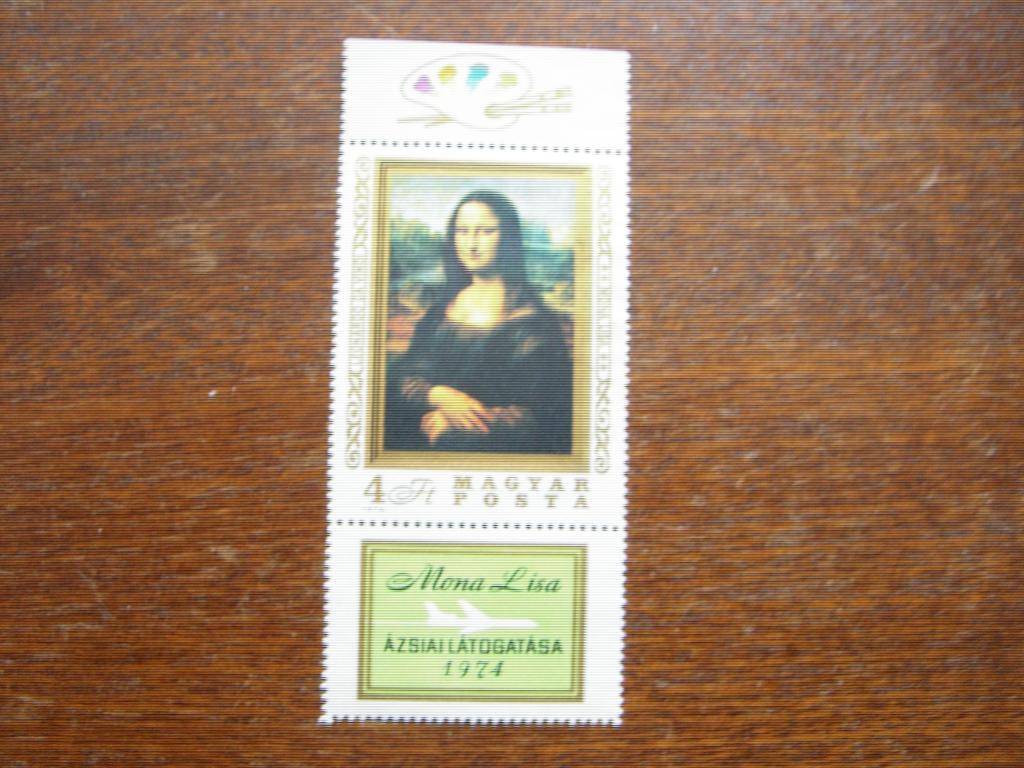 4 Ft MAGYAR
POSTA
Mona Lisa
ÁZSIAI LÁTOGATÁSA
1974